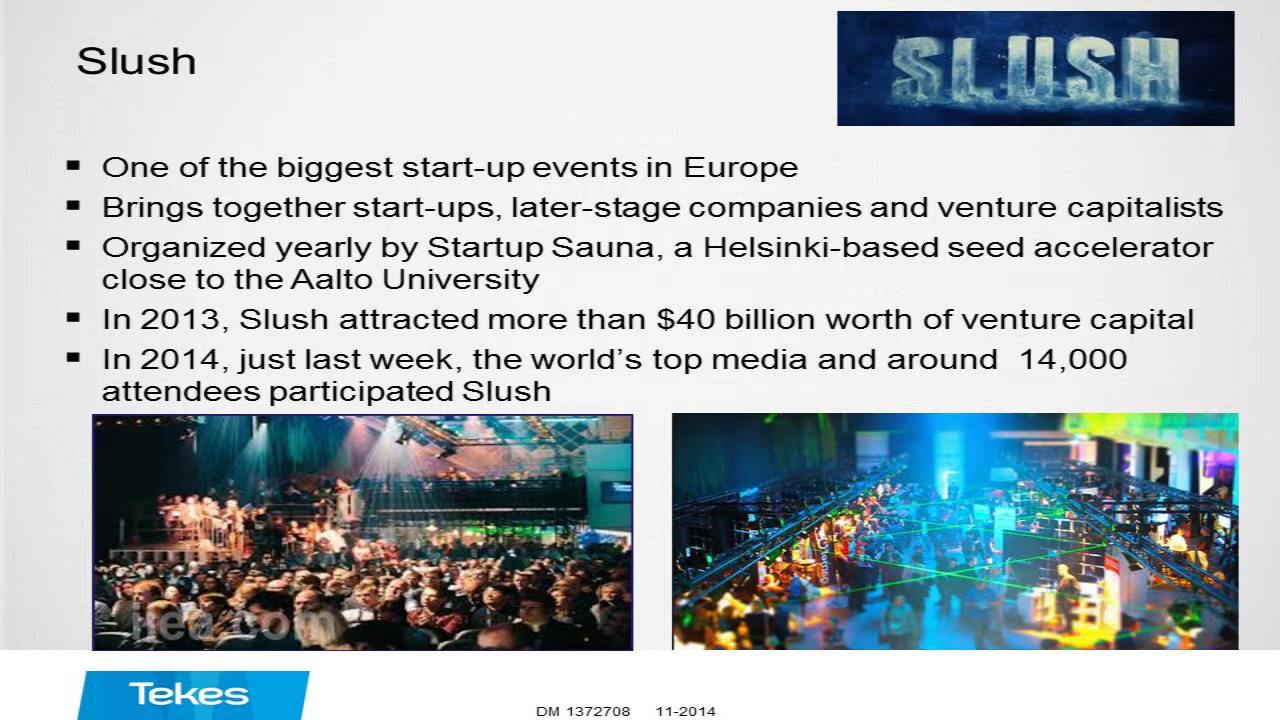 Slush
SLUSH
One of the biggest start-up events in Europe
Brings together start-ups, later-stage companies and venture capitalists
Organized yearly by Startup Sauna, a Helsinki-based seed accelerator
close to the Aalto University
In 2013, Slush attracted more than $40 billion worth of venture capital
In 2014, just last week, the world’s top media and around 14,000
attendees participated Slush
Tekes
DM 1372708 11-2014